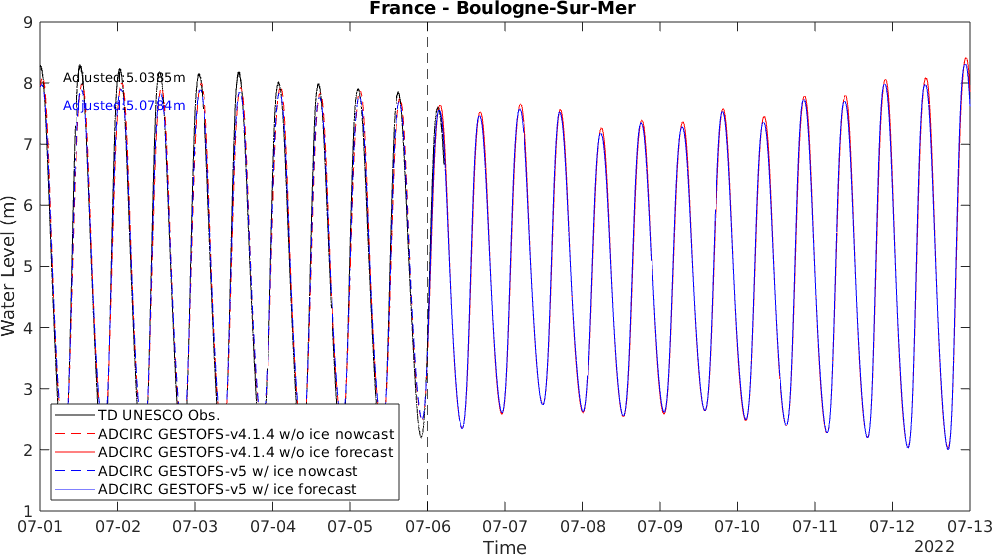 France - Boulogne-Sur-Mer
9
8
7
6
5
4
3
2
1
Water Level (m)
Adjusted:5.0385m
Adjusted:5.0784m
TD UNESCO Obs.
ADCIRC GESTOFS-v4.1.4 w/o ice nowcast
ADCIRC GESTOFS-v4.1.4 w/o ice forecast
ADCIRC GESTOFS-v5 w/ ice nowcast
ADCIRC GESTOFS-v5 w/ ice forecast
07-01 07-02 07-03 07-04 07-05 07-06 07-07 07-08 07-09 07-10 07-11 07-12 07-13
Time
2022